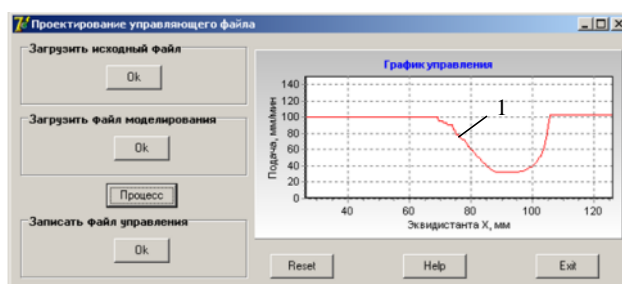 Проектирование управляющего файла
Загрузить исходный файл
Ok
Загрузить файл моделирования
Ok
Процесс
Записать файл управления
Ok
График управления
Подача, мм/мин
140
120
100
80
60
40
20
0
1
40 60 80 100 120
Эквидистанта X, мм
Reset Help Exit